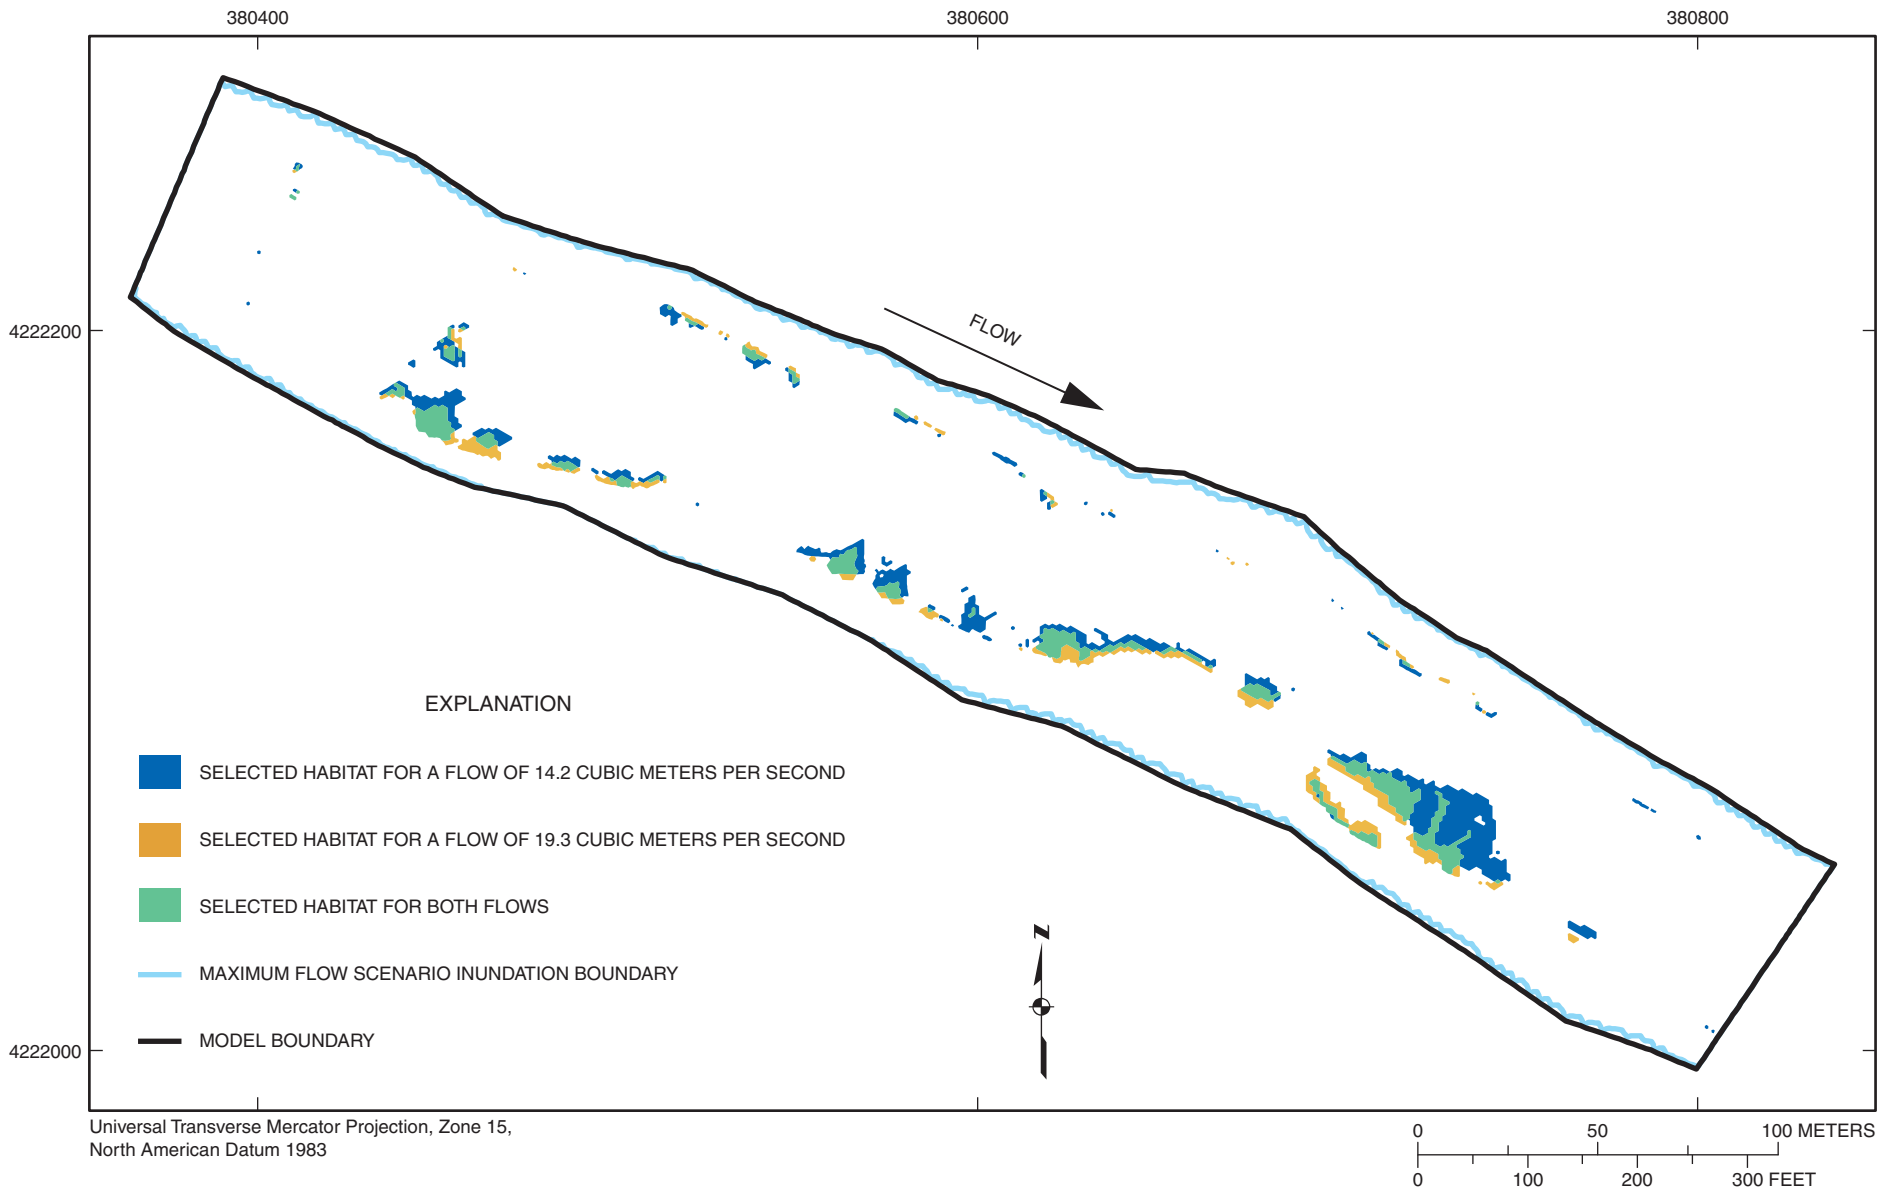 380400
380600
380800
4222200
FLOW
EXPLANATION
SELECTED HABITAT FOR A FLOW OF 14.2 CUBIC METERS PER SECOND
SELECTED HABITAT FOR A FLOW OF 19.3 CUBIC METERS PER SECOND
SELECTED HABITAT FOR BOTH FLOWS
MAXIMUM FLOW SCENARIO INUNDATION BOUNDARY
MODEL BOUNDARY
N
4222000
Universal Transverse Mercator Projection, Zone 15,
North American Datum 1983
0 50 100 METERS
0 100 200 300 FEET